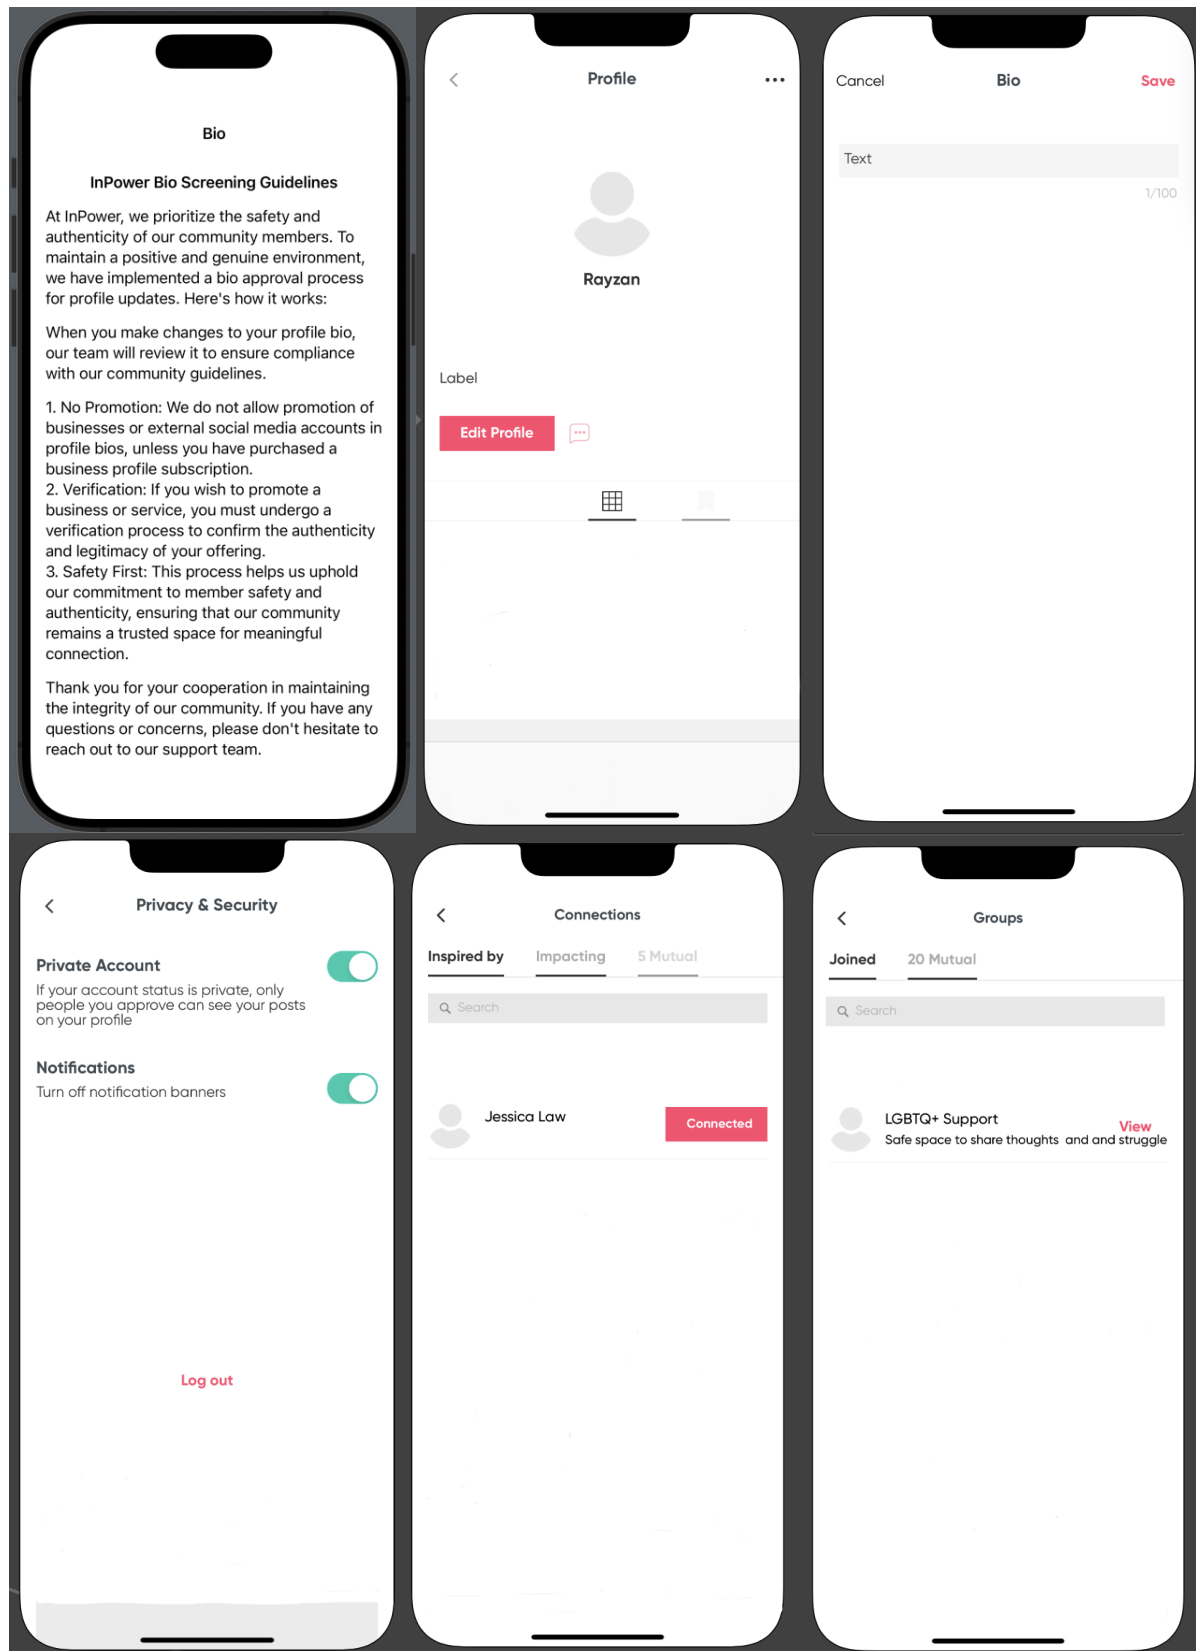 Bio
InPower Bio Screening Guidelines
At InPower, we prioritize the safety and
authenticity of our community members. To
maintain a positive and genuine environment,
we have implemented a bio approval process
for profile updates. Here's how it works:
When you make changes to your profile bio,
our team will review it to ensure compliance
with our community guidelines.
1. No Promotion: We do not allow promotion of
businesses or external social media accounts in
profile bios, unless you have purchased a
business profile subscription.
2. Verification: If you wish to promote a
business or service, you must undergo a
verification process to confirm the authenticity
and legitimacy of your offering.
3. Safety First: This process helps us uphold
our commitment to member safety and
authenticity, ensuring that our community
remains a trusted space for meaningful
connection.
Thank you for your cooperation in maintaining
the integrity of our community. If you have any
questions or concerns, please don't hesitate to
reach out to our support team.
Profile
Rayzan
Label
Edit Profile
Cancel Bio Save
Text
1/100
Privacy & Security
Private Account
If your account status is private, only
people you approve can see your posts
on your profile
Notifications
Turn off notification banners
Log out
Connections
Inspired by Impacting 5 Mutual
Search
Jessica Law
Connected
Groups
Joined 20 Mutual
Search
LGBTQ+ Support
View
Safe space to share thoughts and and struggle